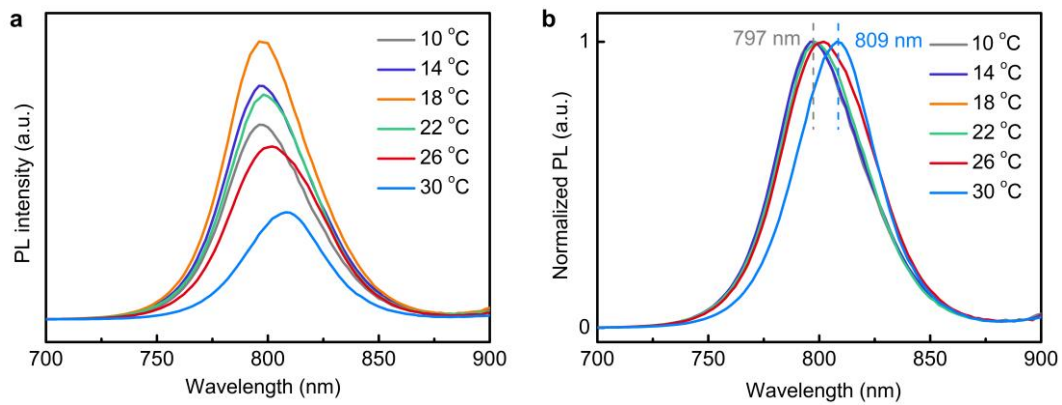 a
PL intensity (a.u.)
10 °C
14 °C
18 °C
22 °C
26 °C
30 °C
700
750
800
850
900
Wavelength (nm)
b
Normalized PL (a.u.)
1
0
797 nm
809 nm
10 °C
14 °C
18 °C
22 °C
26 °C
30 °C
700
750
800
850
900
Wavelength (nm)